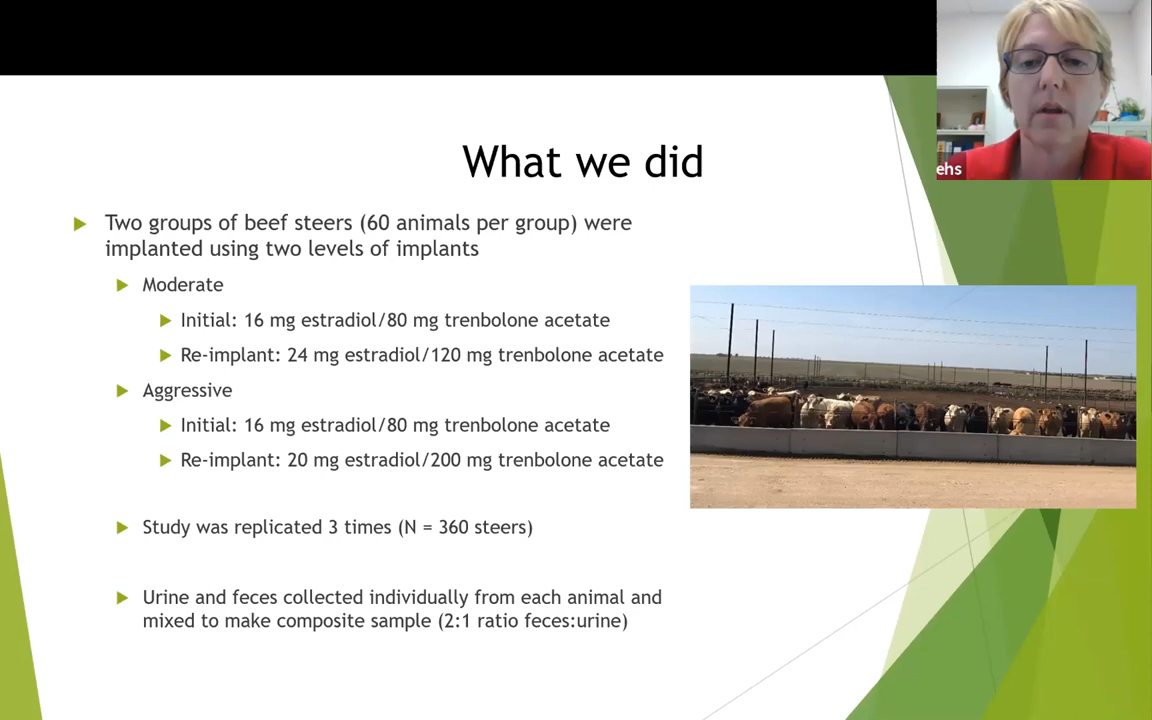 ehs
What we did
Two groups of beef steers (60 animals per group) were
implanted using two levels of implants
Moderate
Initial: 16 mg estradiol/80 mg trenbolone acetate
Re-implant: 24 mg estradiol/120 mg trenbolone acetate
Aggressive
Initial: 16 mg estradiol/80 mg trenbolone acetate
Re-implant: 20 mg estradiol/200 mg trenbolone acetate
Study was replicated 3 times (N = 360 steers)
Urine and feces collected individually from each animal and
mixed to make composite sample (2:1 ratio feces:urine)